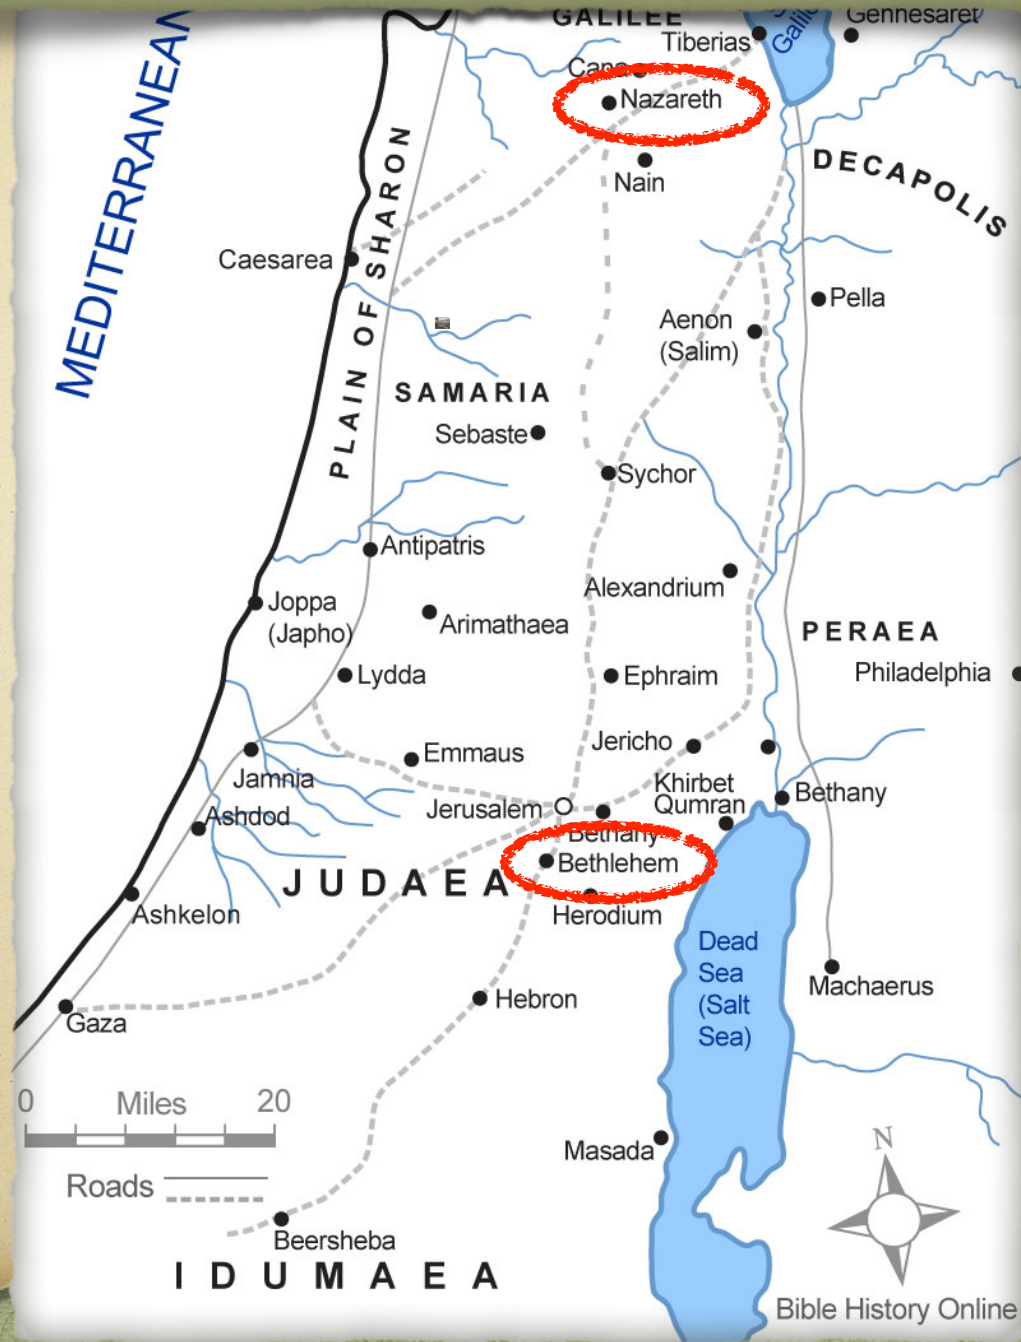 GALILEE
Gennesaret
Tiberias
Galilee
Cana
Nazareth
MEDITERRANEAN
Nain
DECAPOLIS
PLAIN OF SHARON
Caesarea
Pella
Aenon
(Salim)
SAMARIA
Sebaste
Sychor
Antipatris
Alexandrium
Joppa
(Japho)
Arimathaea
PERAEA
Lydda
Ephraim
Philadelphia
Jericho
Emmaus
Jamnia
Khirbet
Qumran
Bethany
Jerusalem
Ashdod
Bethany
Bethlehem
JUDAEA
Ashkelon
Herodium
Dead
Sea
(Salt
Sea)
Machaerus
Hebron
Gaza
0 Miles 20
Masada
N
Roads
Beersheba
IDUMAEA
Bible History Online